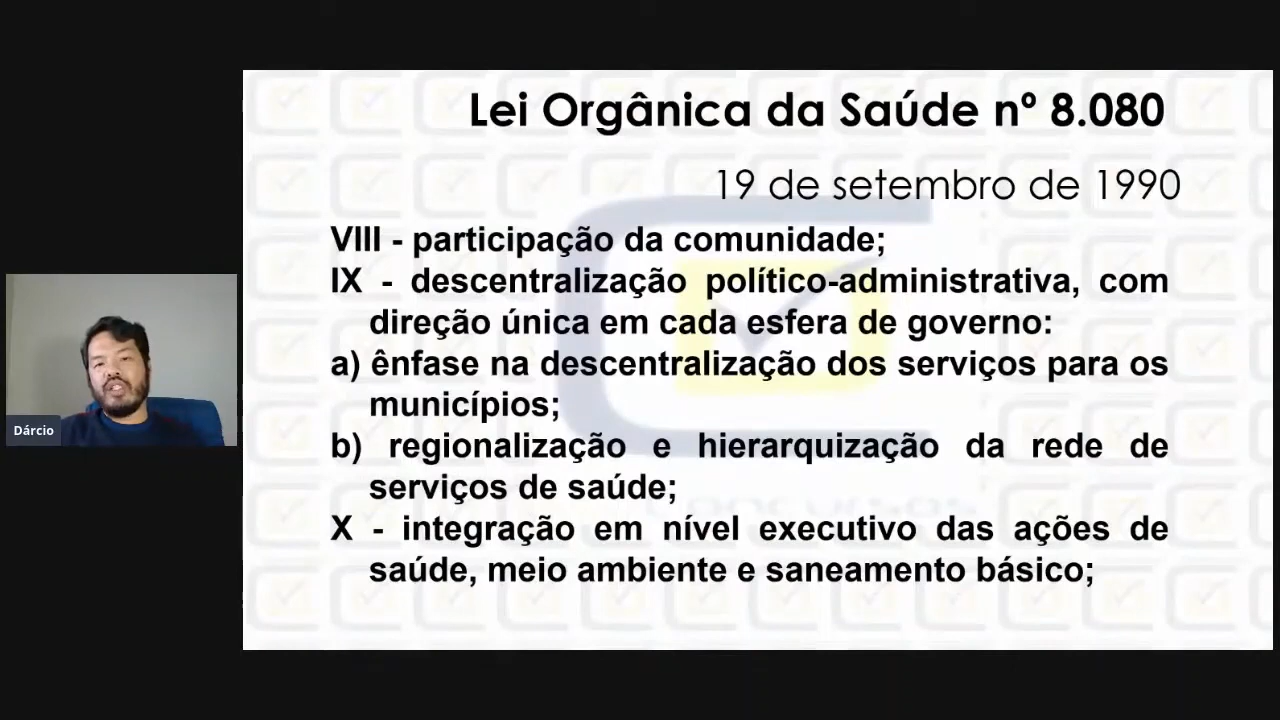 Lei Orgânica da Saúde nº 8.080
19 de setembro de 1990
VIII - participação da comunidade;
IX - descentralização político-administrativa, com
direção única em cada esfera de governo:
a) ênfase na descentralização dos serviços para os
municípios;
b) regionalização e hierarquização da rede de
serviços de saúde;
X - integração em nível executivo das ações de
saúde, meio ambiente e saneamento básico;
Dárcio